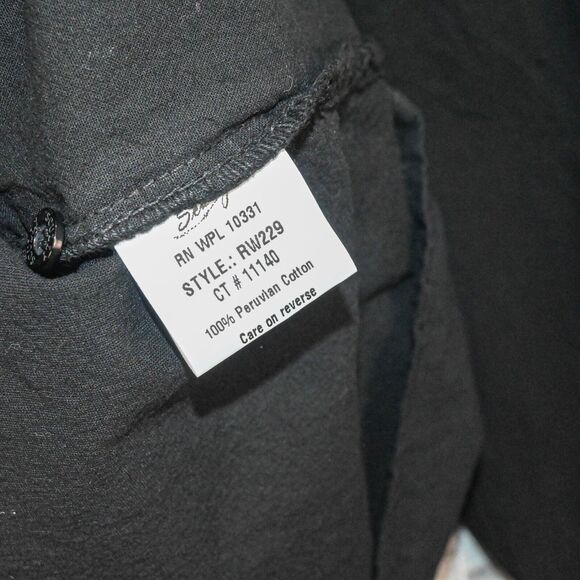 RN WPL 10331
STYLE.: RW229
CT # 11140
100% Peruvian Cotton
Care on reverse